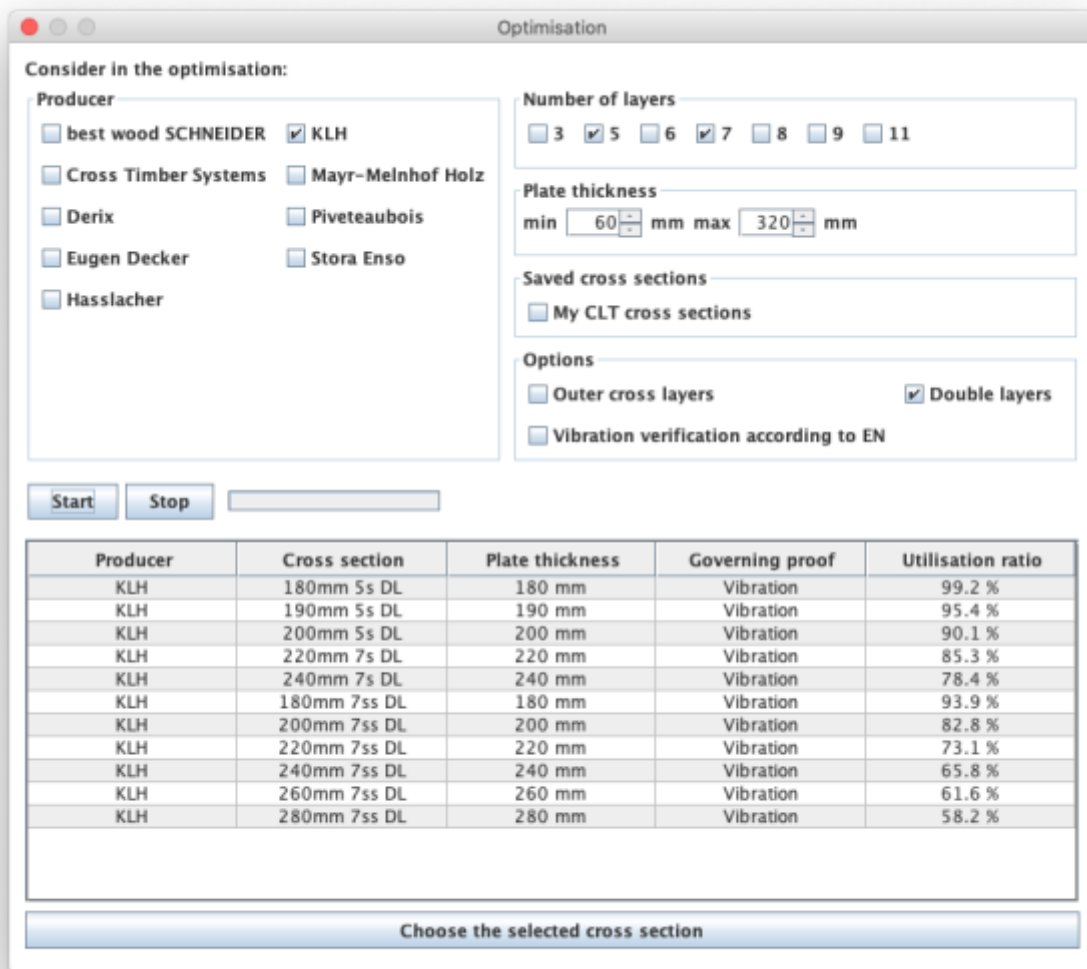 Optimisation
Consider in the optimisation:
Producer
best wood SCHNEIDER KLH
Cross Timber Systems Mayr-Melnhof Holz
Derix Piveteaubois
Eugen Decker Stora Enso
Hasslacher
Number of layers
3 5 6 7 8 9 11
Plate thickness
min 60 mm max 320 mm
Saved cross sections
My CLT cross sections
Options
Outer cross layers Double layers
Vibration verification according to EN
Start Stop
Producer Cross section Plate thickness Governing proof Utilisation ratio
KLH 180mm 5s DL 180 mm Vibration 99.2 %
KLH 190mm 5s DL 190 mm Vibration 95.4 %
KLH 200mm 5s DL 200 mm Vibration 90.1 %
KLH 220mm 7s DL 220 mm Vibration 85.3 %
KLH 240mm 7s DL 240 mm Vibration 78.4 %
KLH 180mm 7ss DL 180 mm Vibration 93.9 %
KLH 200mm 7ss DL 200 mm Vibration 82.8 %
KLH 220mm 7ss DL 220 mm Vibration 73.1 %
KLH 240mm 7ss DL 240 mm Vibration 65.8 %
KLH 260mm 7ss DL 260 mm Vibration 61.6 %
KLH 280mm 7ss DL 280 mm Vibration 58.2 %
Choose the selected cross section